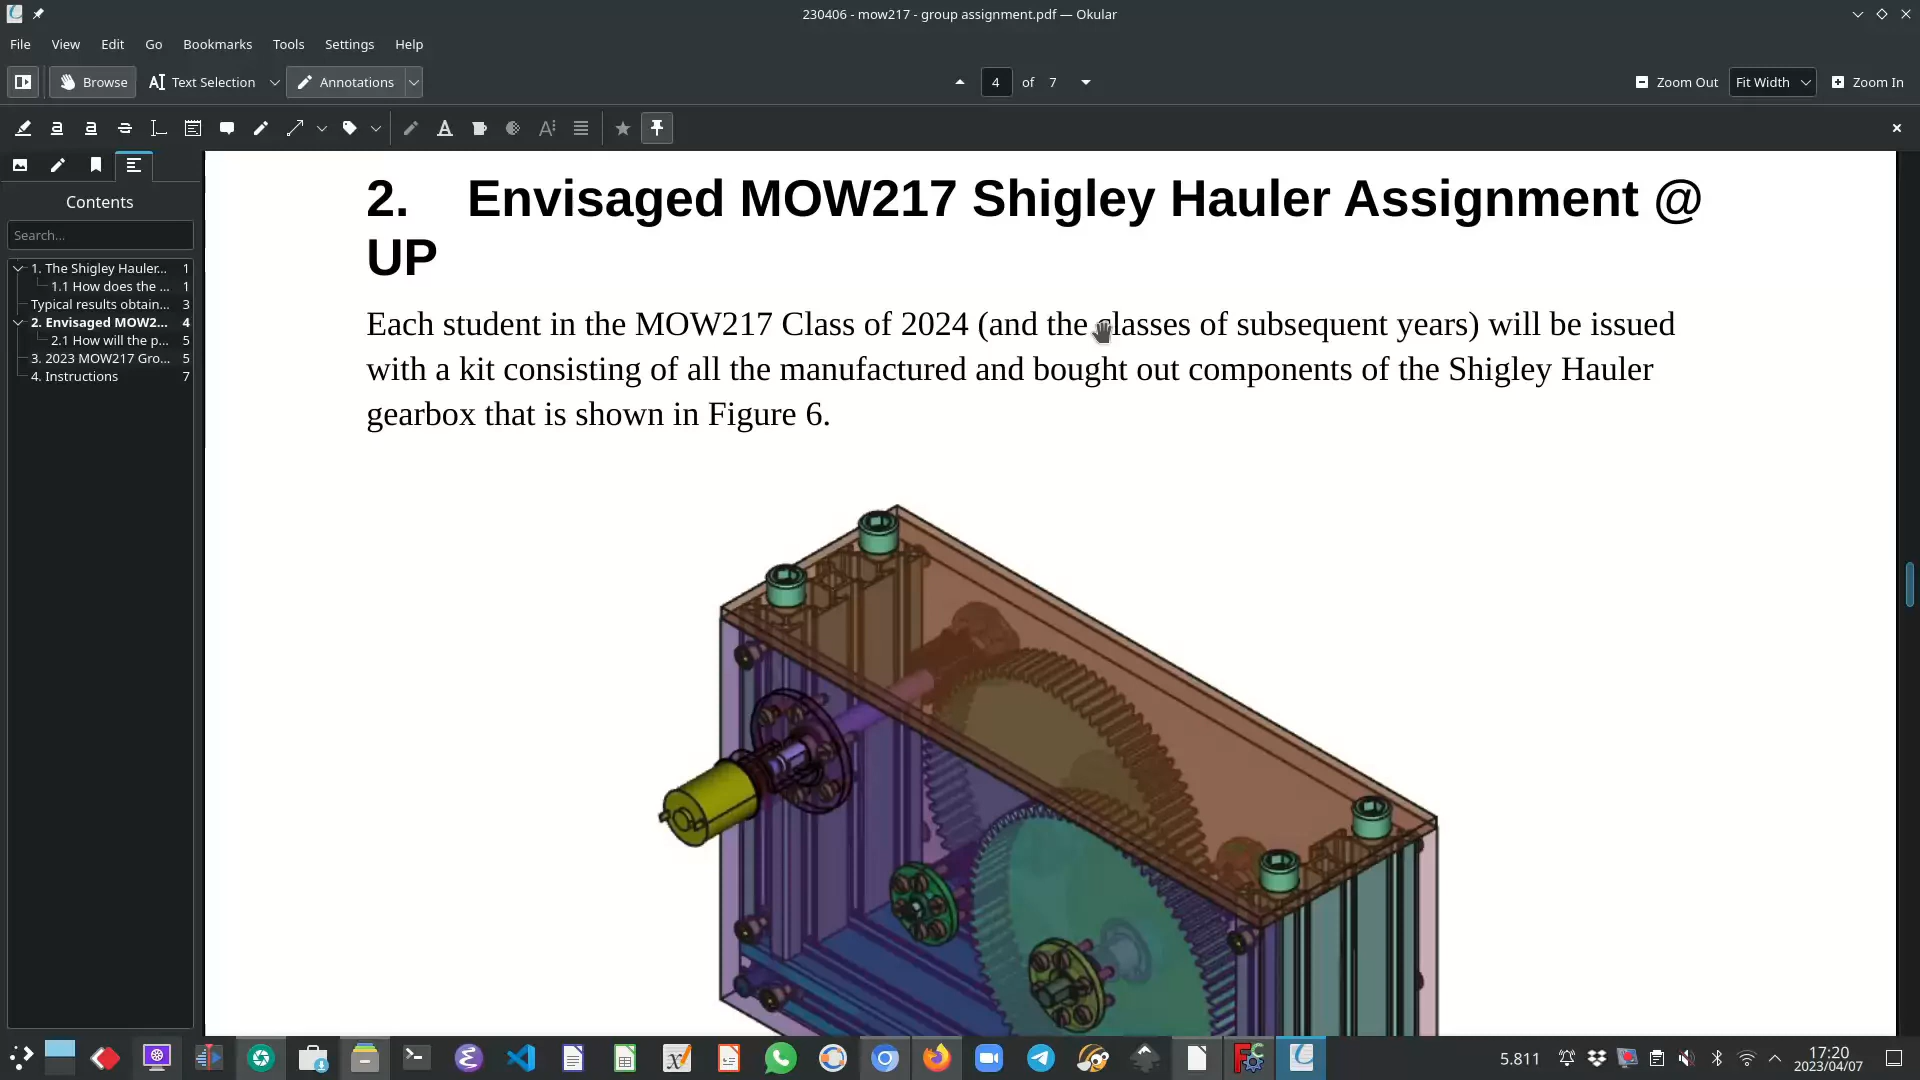 230406 - mow217 - group assignment.pdf — Okular
File View Edit Go Bookmarks Tools Settings Help
Browse Text Selection Annotations 4 of 7 Zoom Out Fit Width Zoom In
Contents
Search...
1. The Shigley Hauler... 1
1.1 How does the ... 1
Typical results obtain... 3
2. Envisaged MOW2... 4
2.1 How will the p... 5
3. 2023 MOW217 Gro... 5
4. Instructions 7
2. Envisaged MOW217 Shigley Hauler Assignment @
UP
Each student in the MOW217 Class of 2024 (and the classes of subsequent years) will be issued
with a kit consisting of all the manufactured and bought out components of the Shigley Hauler
gearbox that is shown in Figure 6.
5.811 17:20
2023/04/07